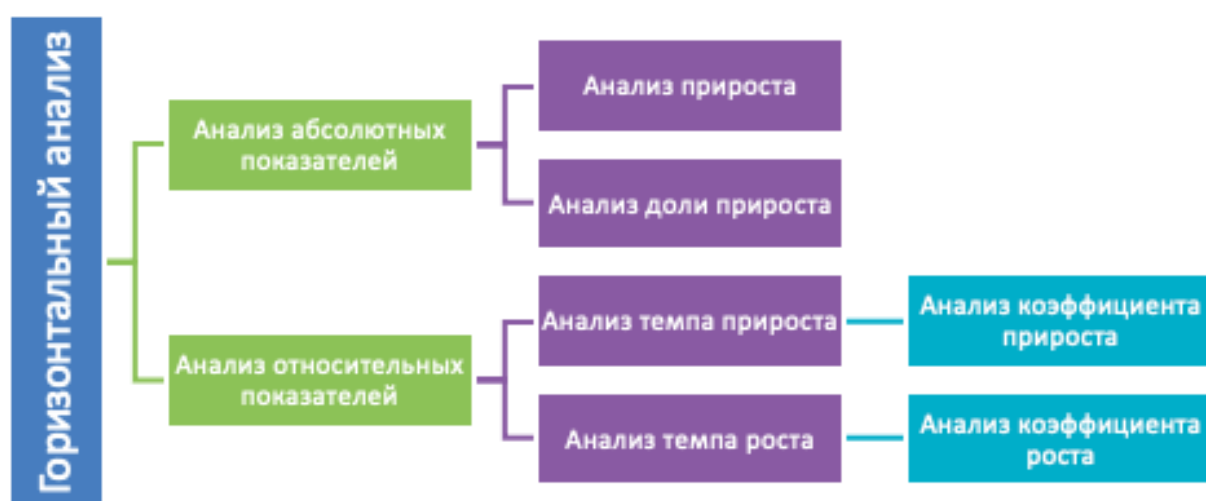 Горизонтальный анализ
Анализ абсолютных
показателей
Анализ прироста
Анализ доли прироста
Анализ относительных
показателей
Анализ темпа прироста
Анализ коэффициента
прироста
Анализ темпа роста
Анализ коэффициента
роста